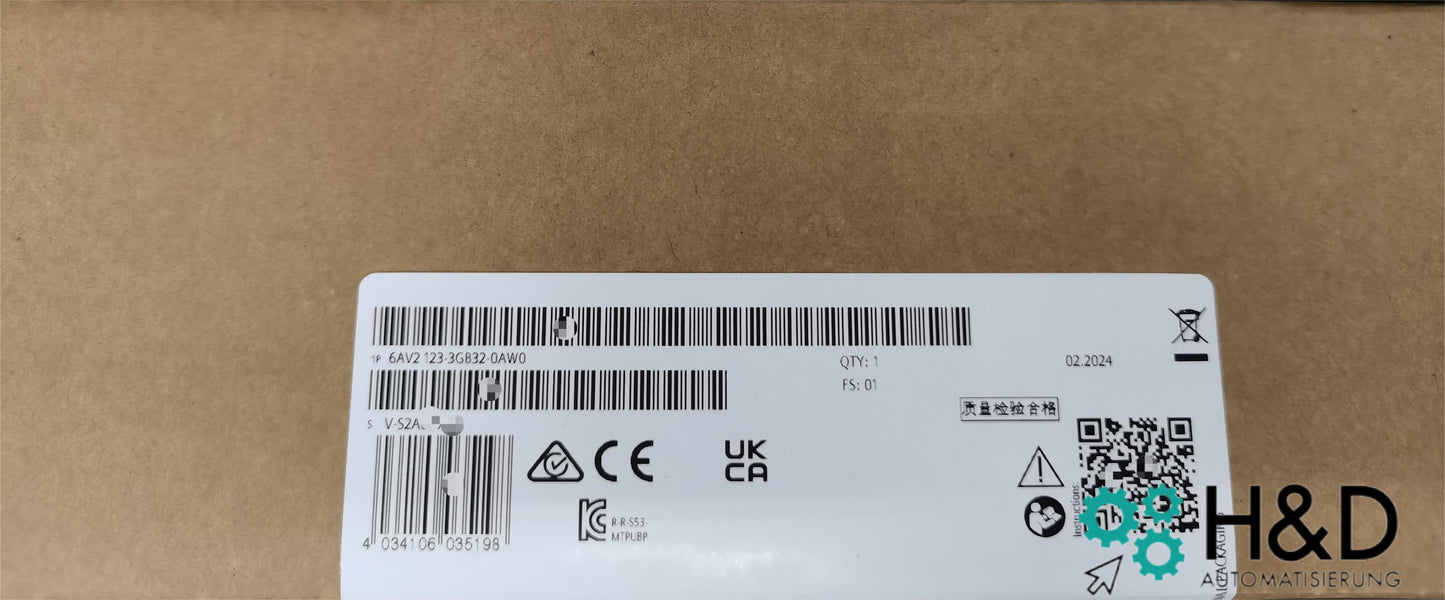 1P 6AV2 123-3GB32-0AW0
QTY: 1
02.2024
FS: 01
S V-S2A
质量检验合格
CE
UK
CA
R-R-S53-
MTPUBP
Instructions:
4 034106 035198
H&D
AUTOMATISIERUNG